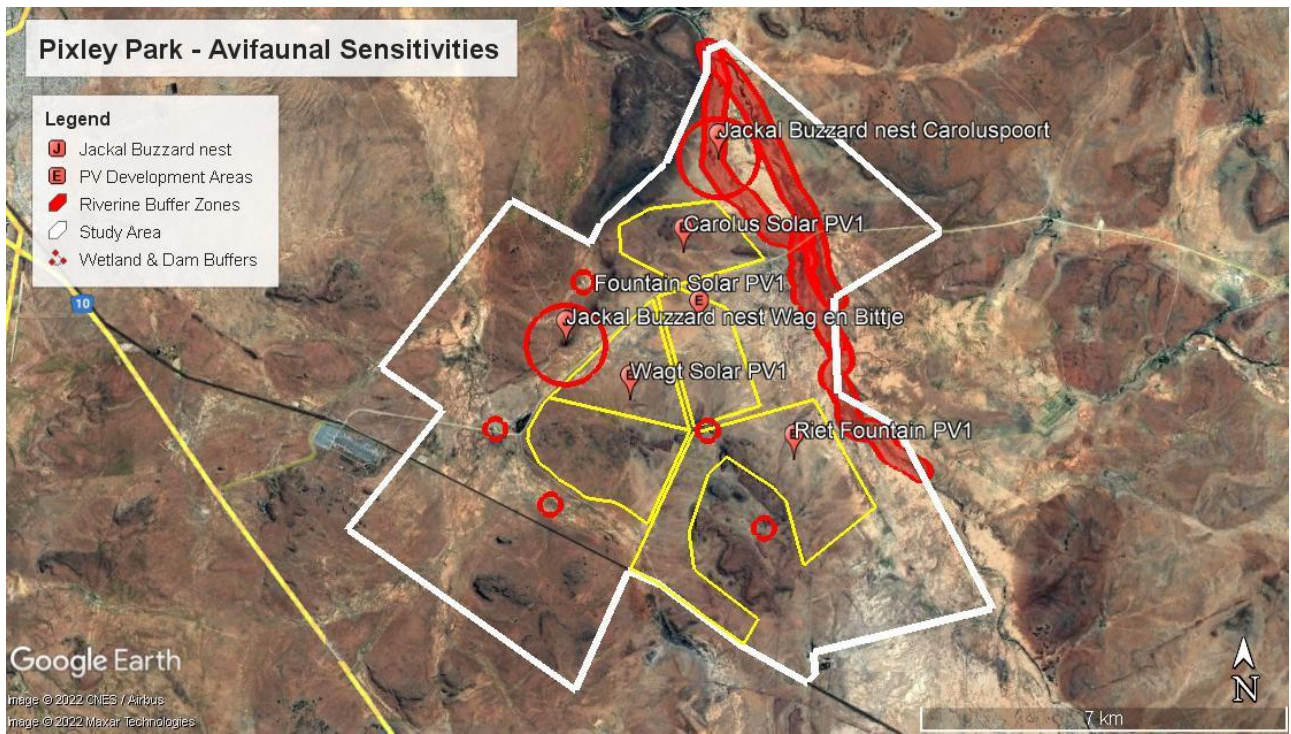 Pixley Park - Avifaunal Sensitivities
Legend
J Jackal Buzzard nest
E PV Development Areas
Riverine Buffer Zones
Study Area
Wetland & Dam Buffers
Jackal Buzzard nest Caroluspoort
Carolus Solar PV1
Fountain Solar PV1
E
10
Jackal Buzzard nest Wag en Bittje
Wagt Solar PV1
Riet Fountain PV1
Google Earth
Image © 2022 CNES / Airbus
Image © 2022 Maxar Technologies
N
7 km